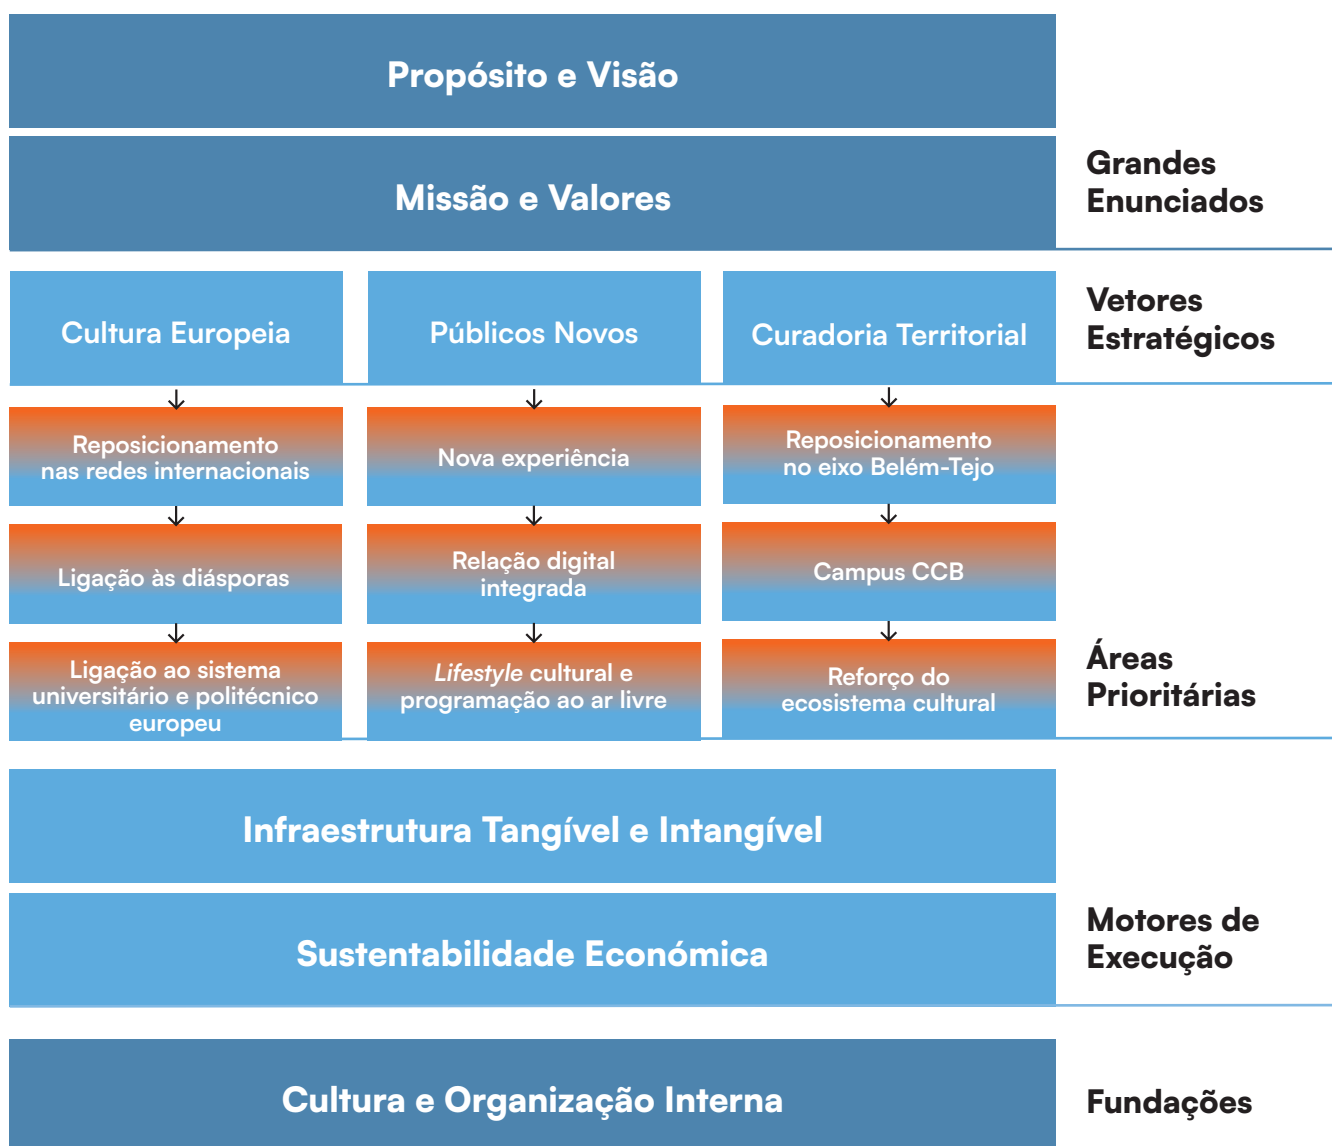 Propósito e Visão
Missão e Valores
Grandes
Enunciados
Cultura Europeia
Públicos Novos
Curadoria Territorial
Vetores
Estratégicos
Reposicionamento
nas redes internacionais
Nova experiência
Reposicionamento
no eixo Belém-Tejo
Ligação às diásporas
Relação digital
integrada
Campus CCB
Ligação ao sistema
universitário e politécnico
europeu
Lifestyle cultural e
programação ao ar livre
Reforço do
ecosistema cultural
Áreas
Prioritárias
Infraestrutura Tangível e Intangível
Sustentabilidade Económica
Motores de
Execução
Cultura e Organização Interna
Fundações